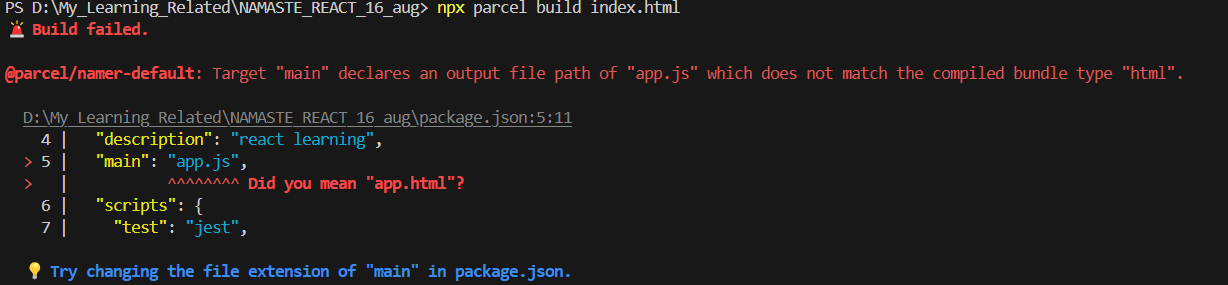 PS D:\My_Learning_Related\NAMASTE_REACT_16_aug> npx parcel build index.html
🚨 Build failed.
@parcel/namer-default: Target "main" declares an output file path of "app.js" which does not match the compiled bundle type "html".
D:\My_Learning_Related\NAMASTE_REACT_16_aug\package.json:5:11
4 | "description": "react learning",
> 5 | "main": "app.js",
> | ^^^^^^^^ Did you mean "app.html"?
6 | "scripts": {
7 | "test": "jest",
💡 Try changing the file extension of "main" in package.json.